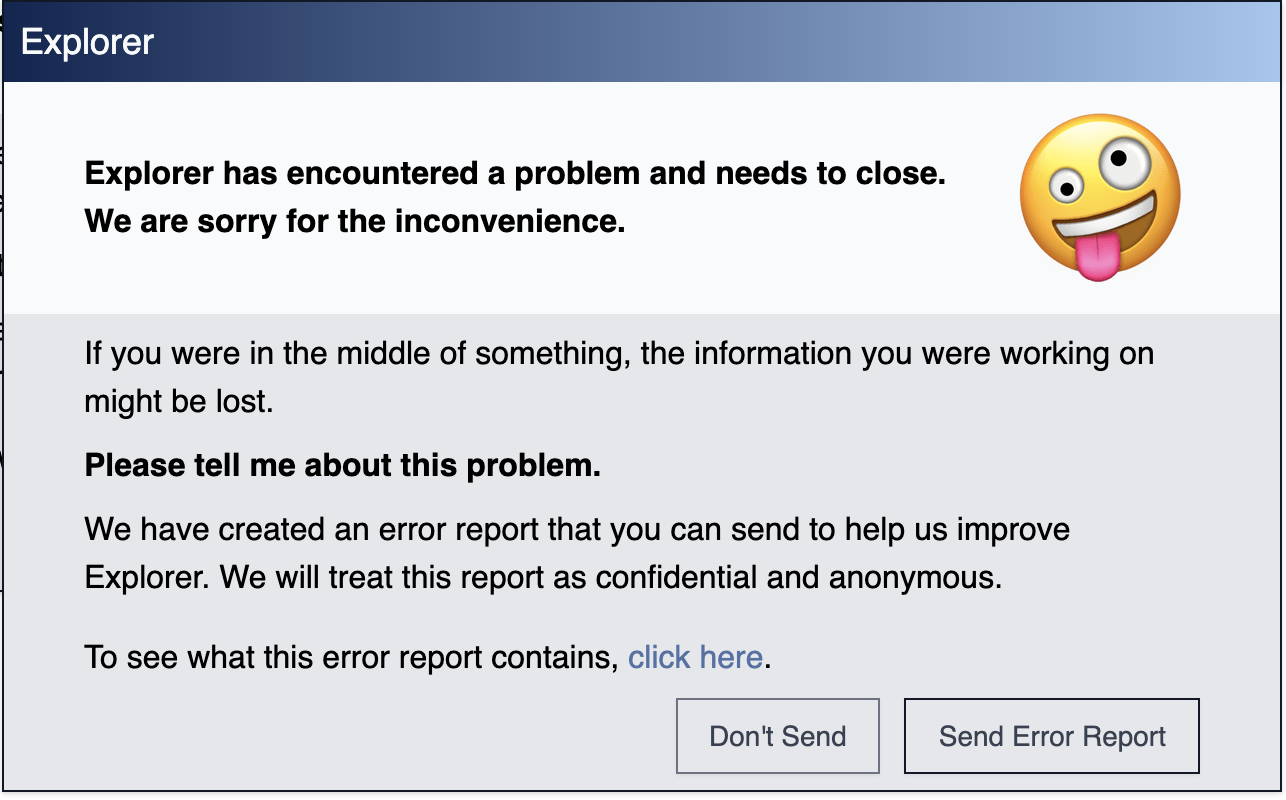 Explorer
Explorer has encountered a problem and needs to close.
We are sorry for the inconvenience.
If you were in the middle of something, the information you were working on
might be lost.
Please tell me about this problem.
We have created an error report that you can send to help us improve
Explorer. We will treat this report as confidential and anonymous.
To see what this error report contains, click here.
Don't Send
Send Error Report